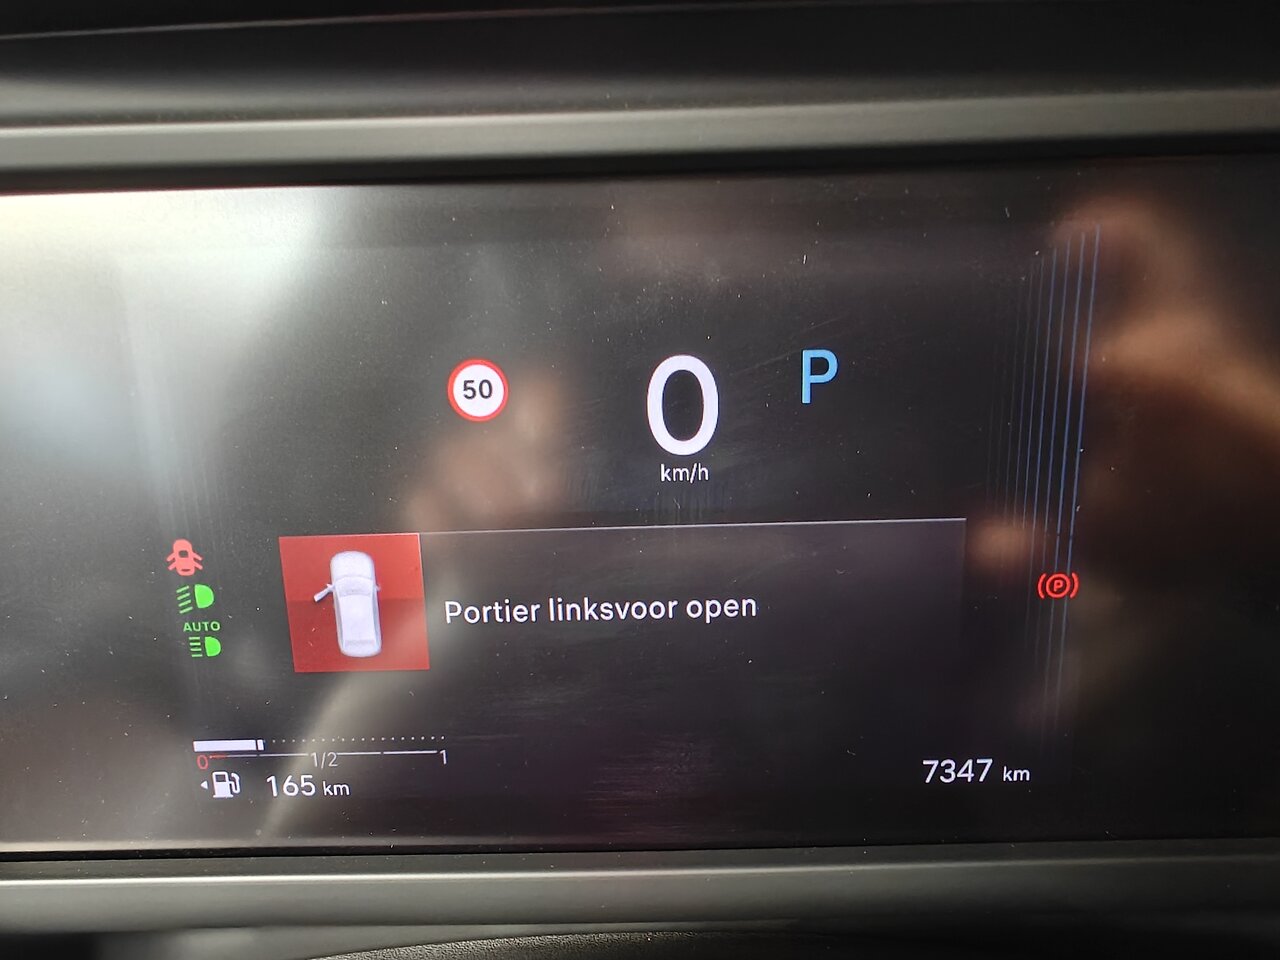 50
0
P
km/h
Portier linksvoor open
P
AUTO
0 1/2 1
165 km
7347 km